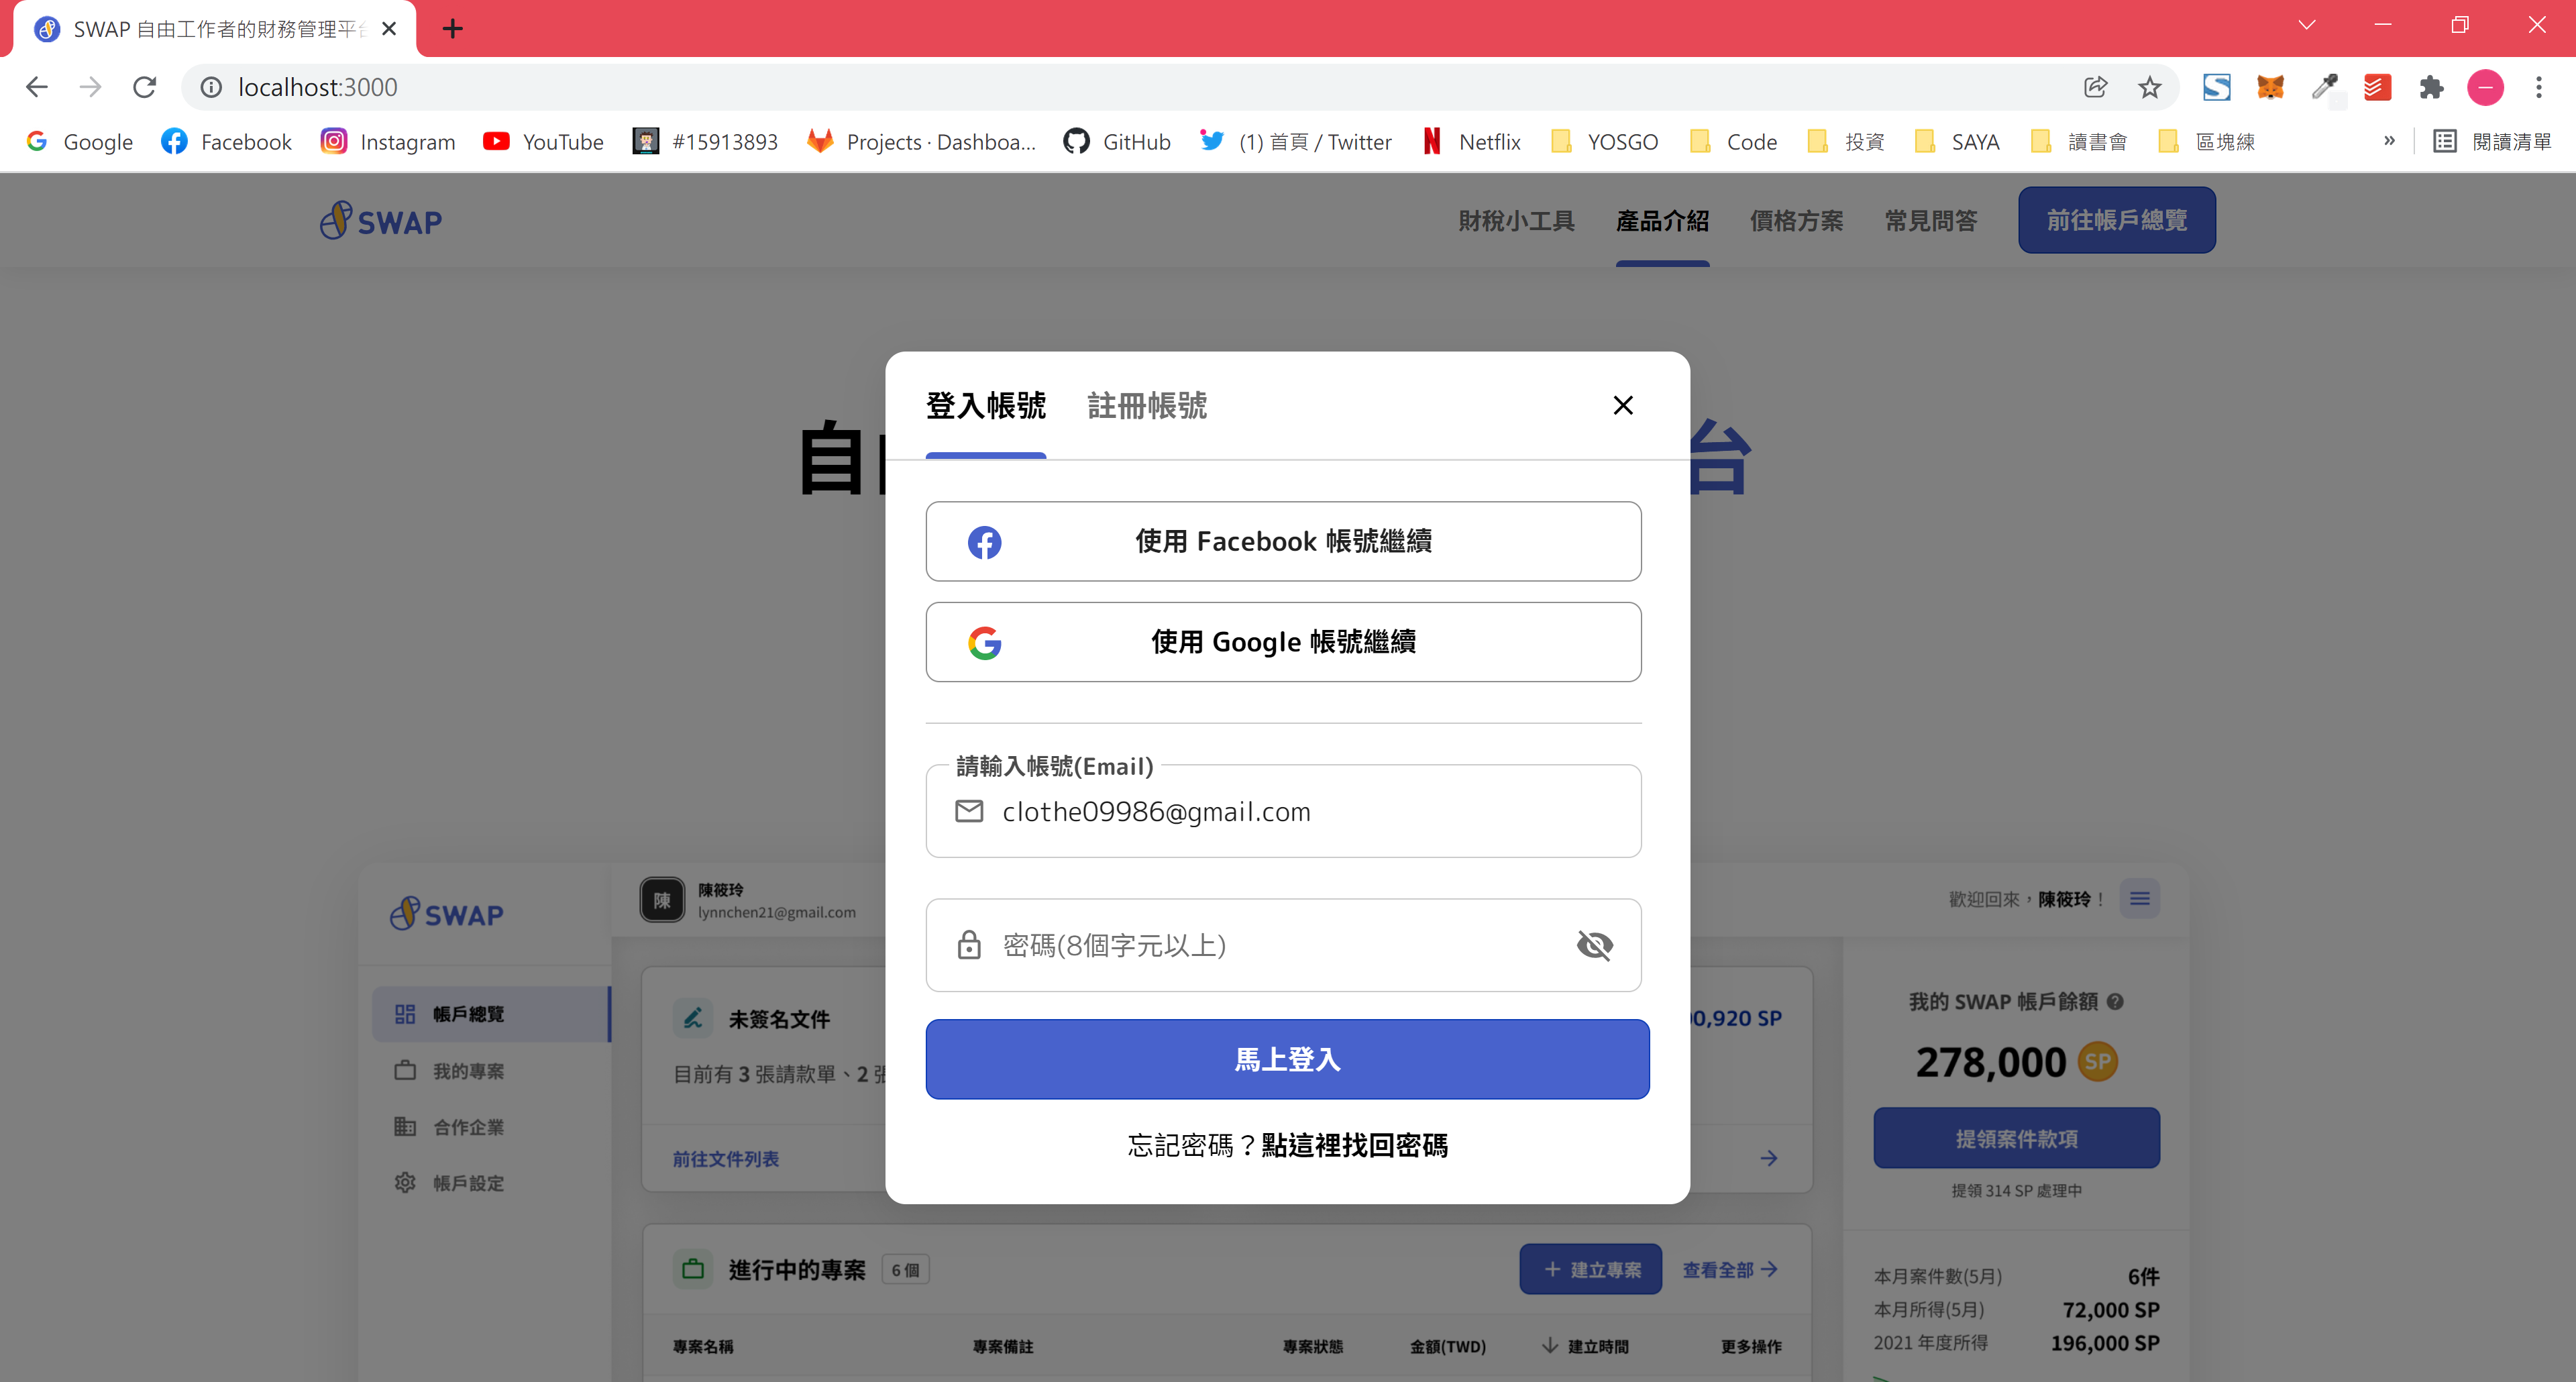 SWAP 自由工作者的財務管理平台
localhost:3000
Google Facebook Instagram YouTube #15913893 Projects · Dashboa... GitHub (1) 首頁 / Twitter Netflix YOSGO Code 投資 SAYA 讀書會 區塊練 » 閱讀清單
SWAP 財稅小工具 產品介紹 價格方案 常見問答 前往帳戶總覽
自
台
登入帳號 註冊帳號
使用 Facebook 帳號繼續
使用 Google 帳號繼續
請輸入帳號(Email)
clothe09986@gmail.com
密碼(8個字元以上)
馬上登入
忘記密碼？點這裡找回密碼
SWAP
帳戶總覽
我的專案
合作企業
帳戶設定
陳
陳筱玲
lynnchen21@gmail.com
歡迎回來，陳筱玲！
未簽名文件
目前有 3 張請款單、2 張
前往文件列表
0,920 SP
進行中的專案 6 個
建立專案 查看全部
專案名稱 專案備註 專案狀態 金額(TWD) 建立時間 更多操作
我的 SWAP 帳戶餘額
278,000 SP
提領案件款項
提領 314 SP 處理中
本月案件數(5月) 6件
本月所得(5月) 72,000 SP
2021 年度所得 196,000 SP